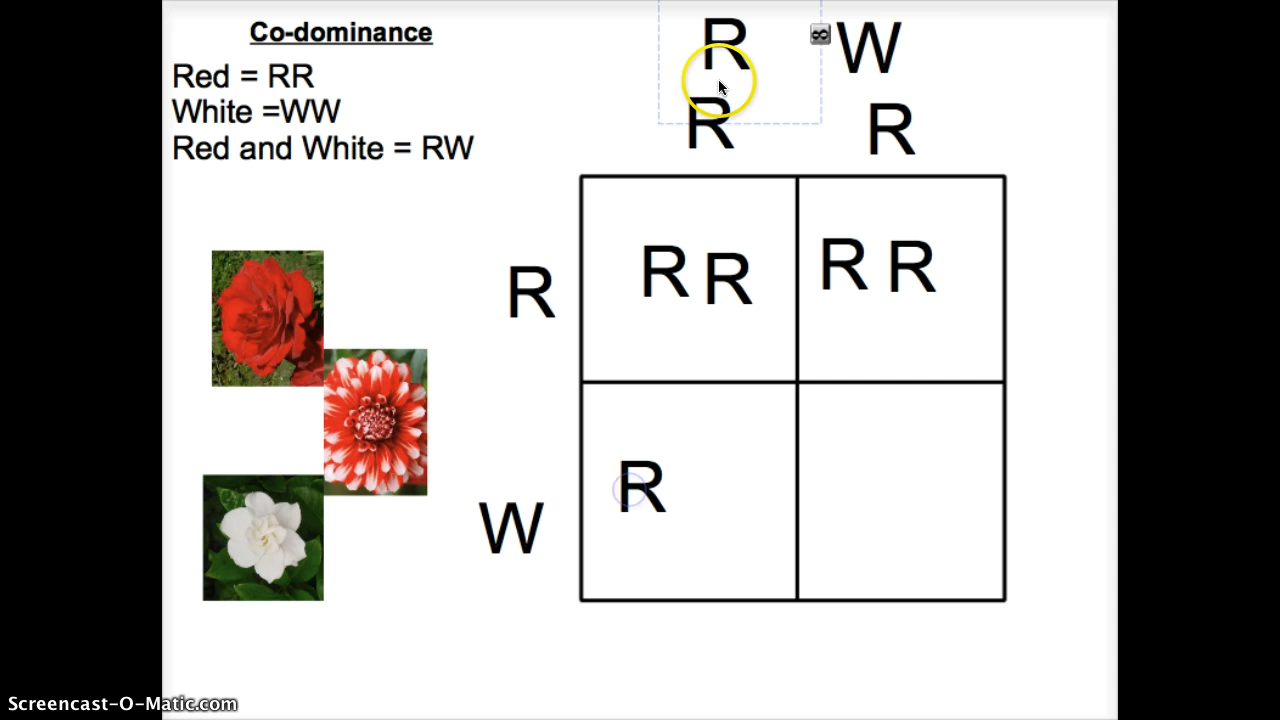 Co-dominance
Red = RR
White =WW
Red and White = RW
R W
R R
R R R R R
W R
Screencast-O-Matic.com